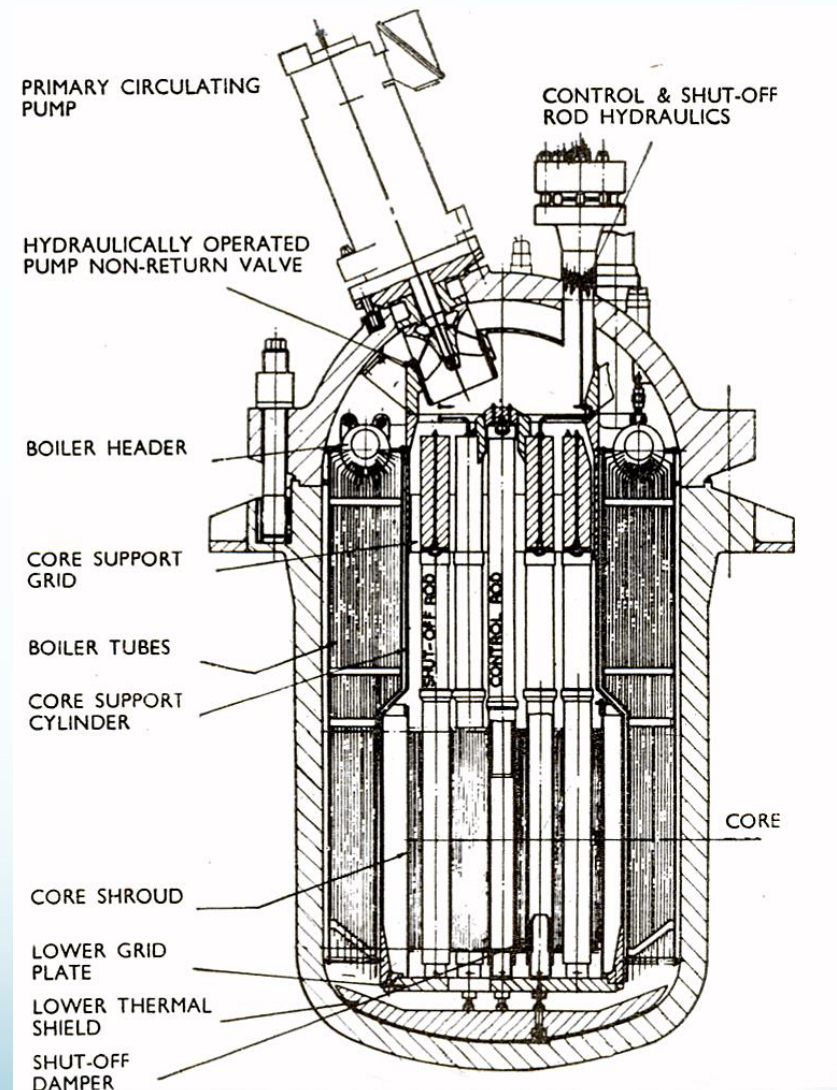 PRIMARY CIRCULATING
PUMP
CONTROL & SHUT-OFF
ROD HYDRAULICS
HYDRAULICALLY OPERATED
PUMP NON-RETURN VALVE
BOILER HEADER
CORE SUPPORT
GRID
SHUT-OFF ROD
CONTROL ROD
BOILER TUBES
CORE SUPPORT
CYLINDER
CORE
CORE SHROUD
LOWER GRID
PLATE
LOWER THERMAL
SHIELD
SHUT-OFF
DAMPER